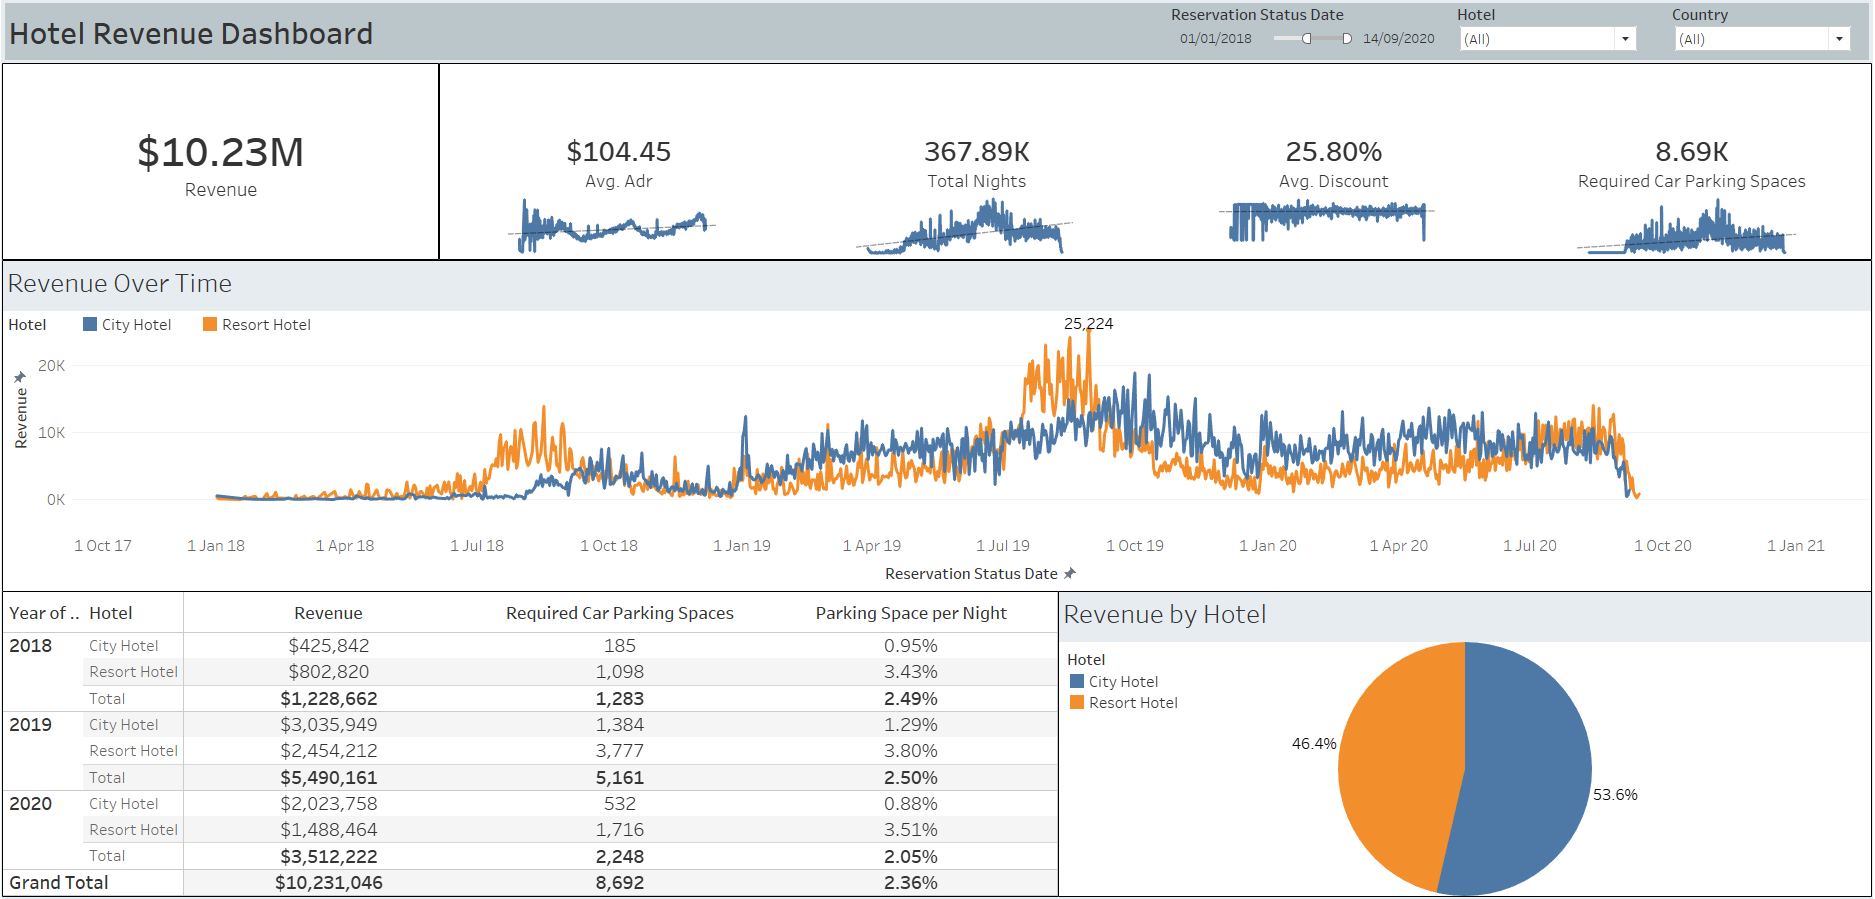 Hotel Revenue Dashboard
Reservation Status Date
01/01/2018 14/09/2020
Hotel
(All)
Country
(All)
$10.23M
Revenue
$104.45
Avg. Adr
367.89K
Total Nights
25.80%
Avg. Discount
8.69K
Required Car Parking Spaces
Revenue Over Time
Hotel City Hotel Resort Hotel
25,224
Revenue
20K
10K
0K
1 Oct 17 1 Jan 18 1 Apr 18 1 Jul 18 1 Oct 18 1 Jan 19 1 Apr 19 1 Jul 19 1 Oct 19 1 Jan 20 1 Apr 20 1 Jul 20 1 Oct 20 1 Jan 21
Reservation Status Date
Year of .. Hotel Revenue Required Car Parking Spaces Parking Space per Night
2018 City Hotel $425,842 185 0.95%
Resort Hotel $802,820 1,098 3.43%
Total $1,228,662 1,283 2.49%
2019 City Hotel $3,035,949 1,384 1.29%
Resort Hotel $2,454,212 3,777 3.80%
Total $5,490,161 5,161 2.50%
2020 City Hotel $2,023,758 532 0.88%
Resort Hotel $1,488,464 1,716 3.51%
Total $3,512,222 2,248 2.05%
Grand Total $10,231,046 8,692 2.36%
Revenue by Hotel
Hotel
City Hotel
Resort Hotel
46.4%
53.6%